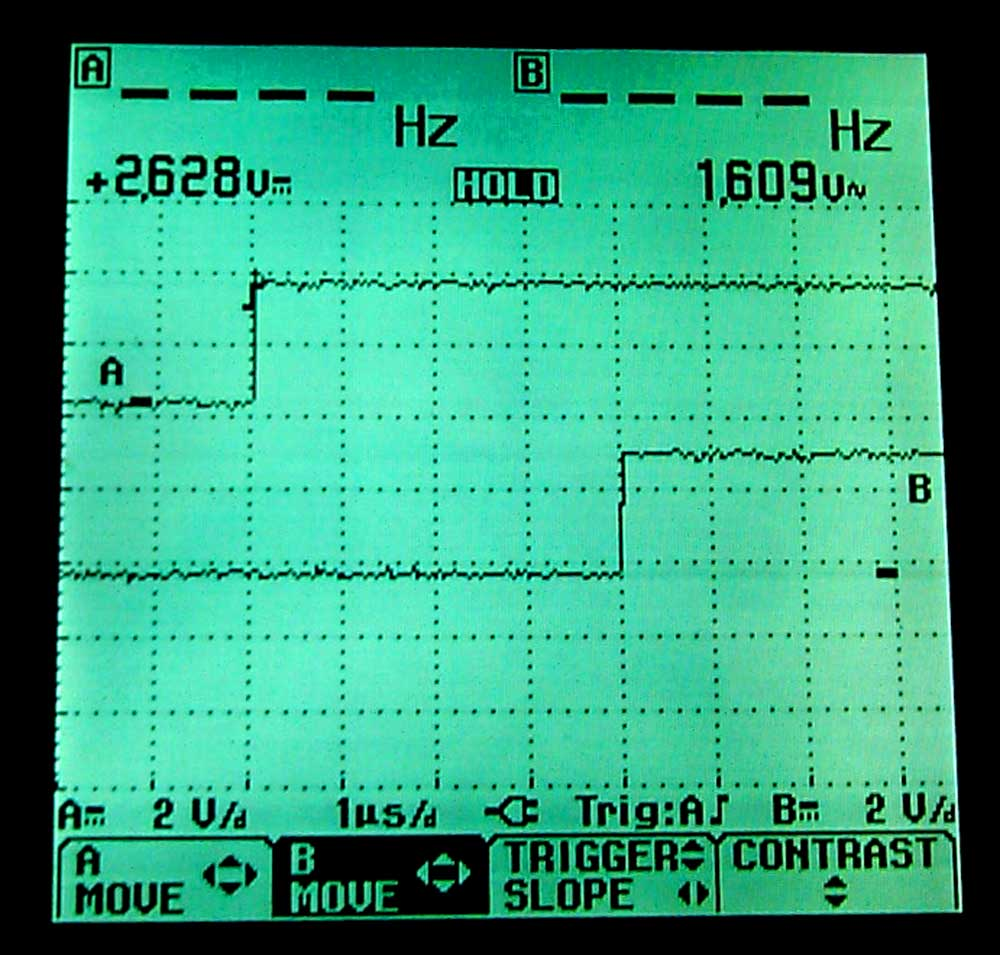 A B
Hz Hz
+2,628V HOLD 1,609V~
A
B
A 2 V/d 1µs/d Trig:A B 2 V/d
A MOVE B MOVE TRIGGER SLOPE CONTRAST